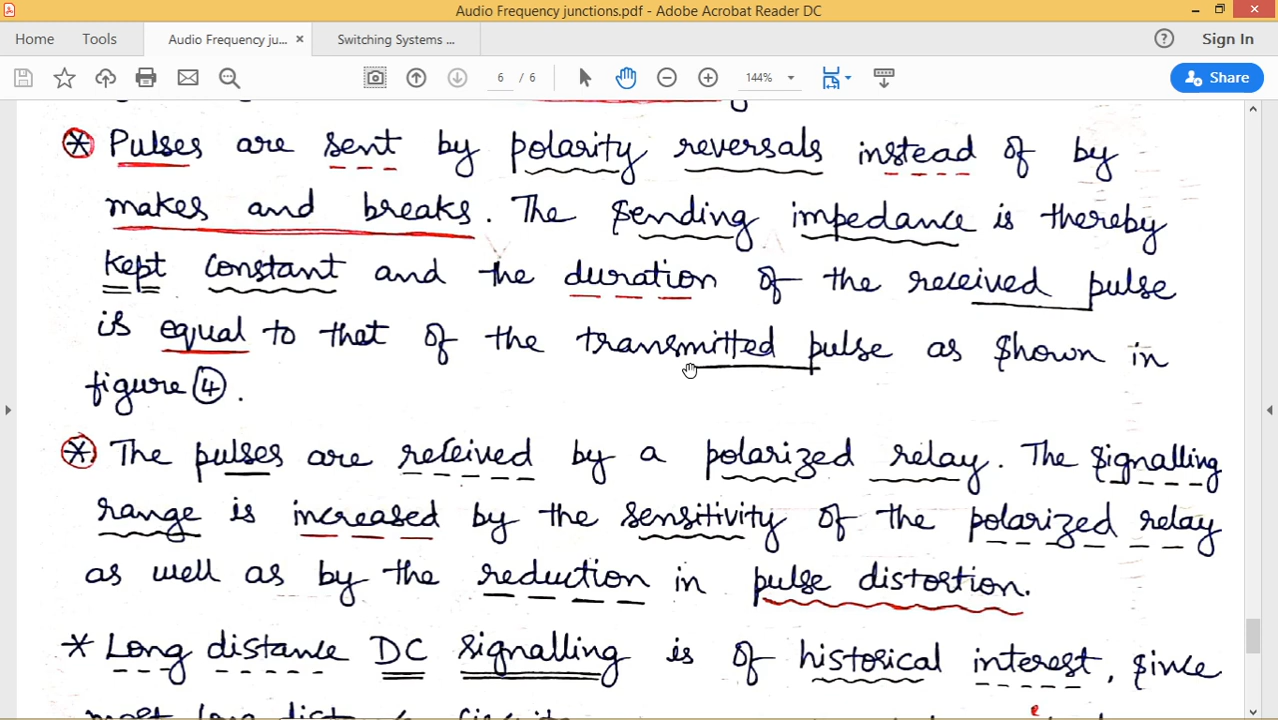 Audio Frequency junctions.pdf - Adobe Acrobat Reader DC
Home Tools Audio Frequency ju... × Switching Systems ... Sign In
6 / 6 144% Share
* Pulses are sent by polarity reversals instead of by
makes and breaks. The sending impedance is thereby
kept constant and the duration of the received pulse
is equal to that of the transmitted pulse as shown in
figure 4.
* The pulses are received by a polarized relay. The signalling
range is increased by the sensitivity of the polarized relay
as well as by the reduction in pulse distortion.
* Long distance DC signalling is of historical interest, since
most long